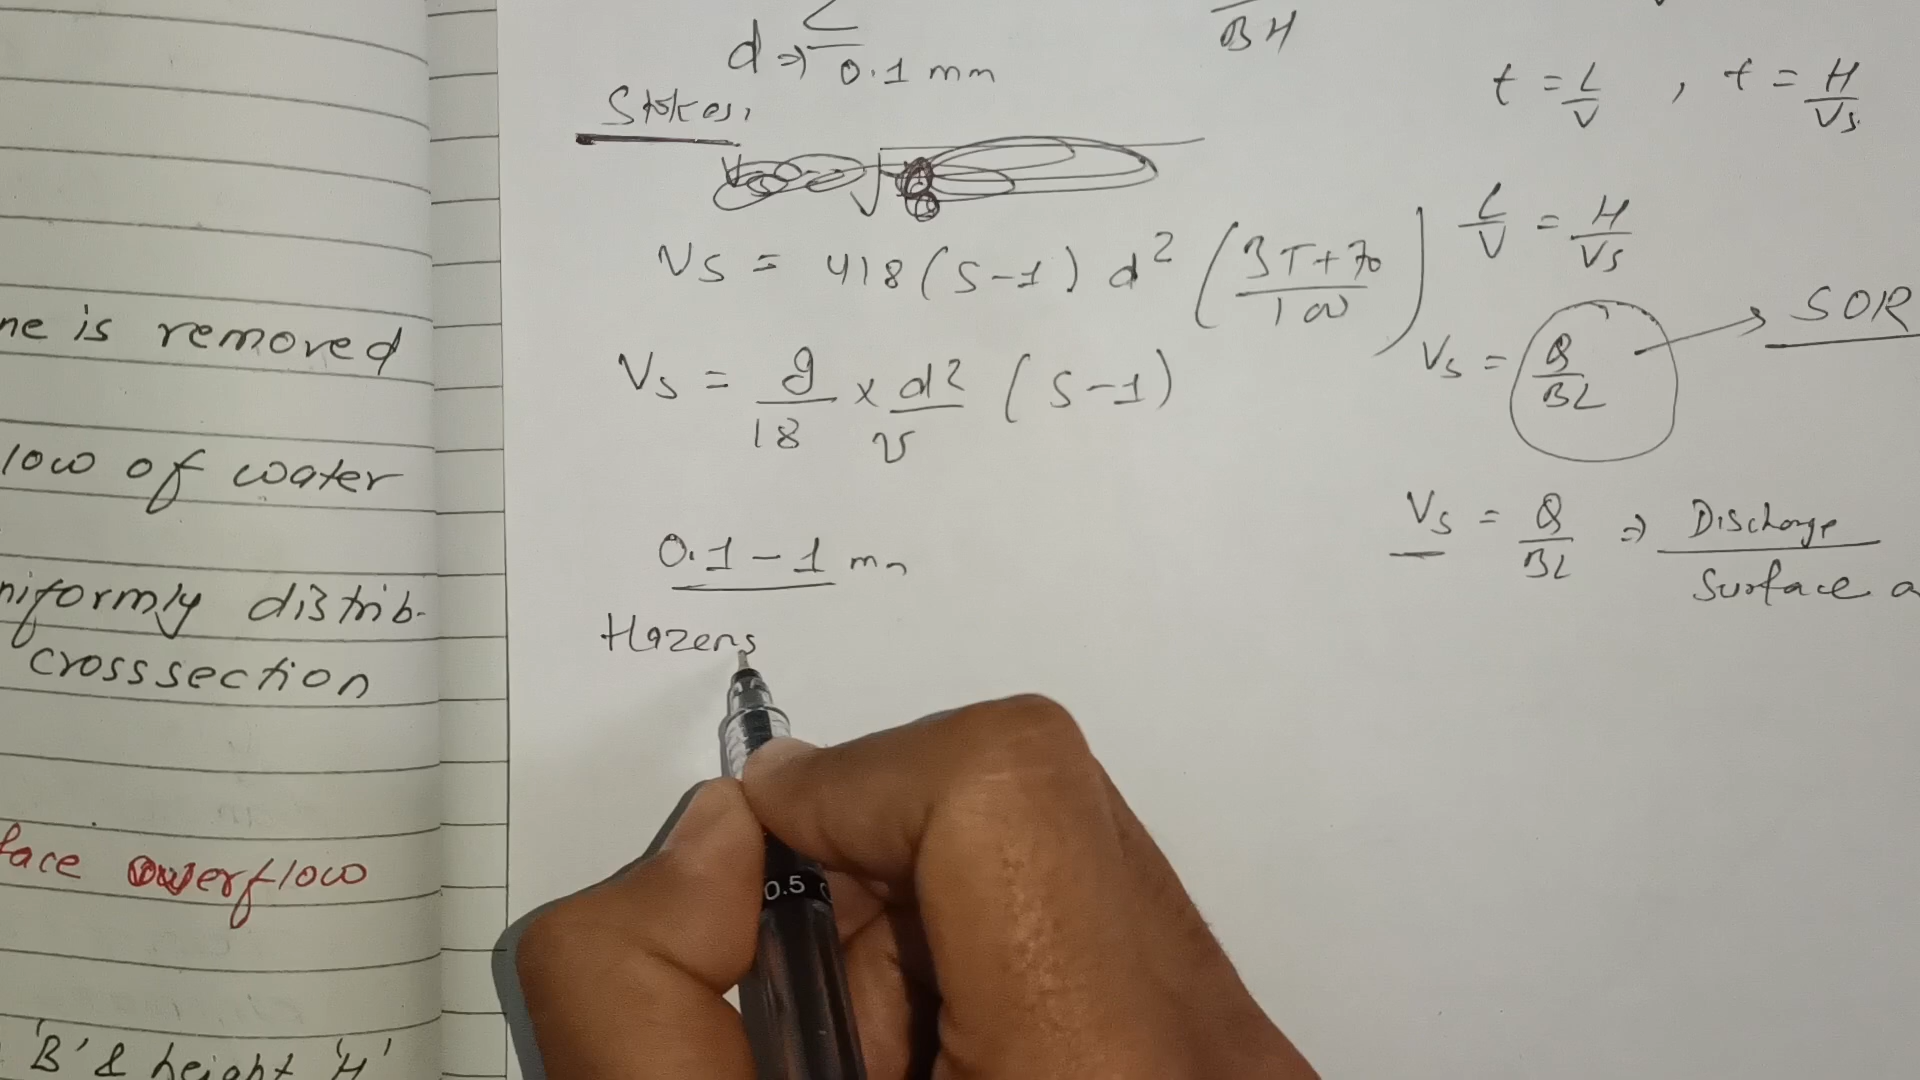 ne is removed
low of water
niformly distrib-
crosssection
face overflow
'B' & height 'H'
d ⇒ < / 0.1 mm
Stokes,
Vs = 418 (S-1) d² (3T+70 / 100)
Vs = g/18 × d²/ν (S-1)
0.1 - 1 mm
Hazens
BH
t = L/V , t = H/Vs
L/V = H/Vs
Vs = Q/BL → SOR
Vs = Q/BL ⇒ Discharge / Surface a
0.5